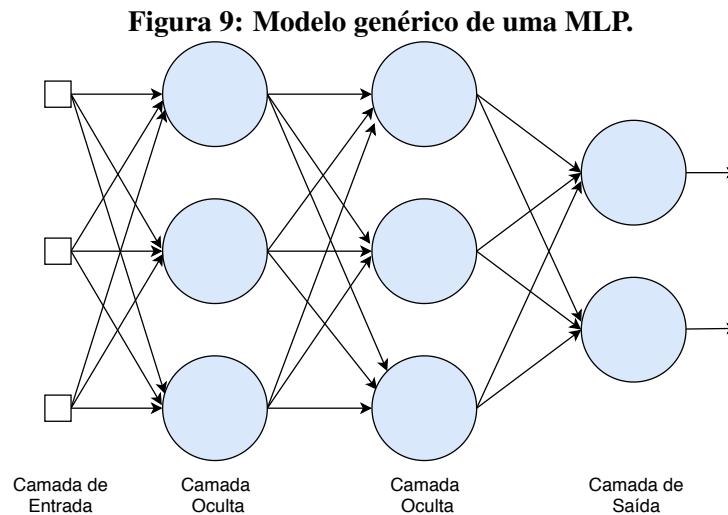 Figura 9: Modelo genérico de uma MLP.
Camada de
Entrada
Camada
Oculta
Camada
Oculta
Camada de
Saída